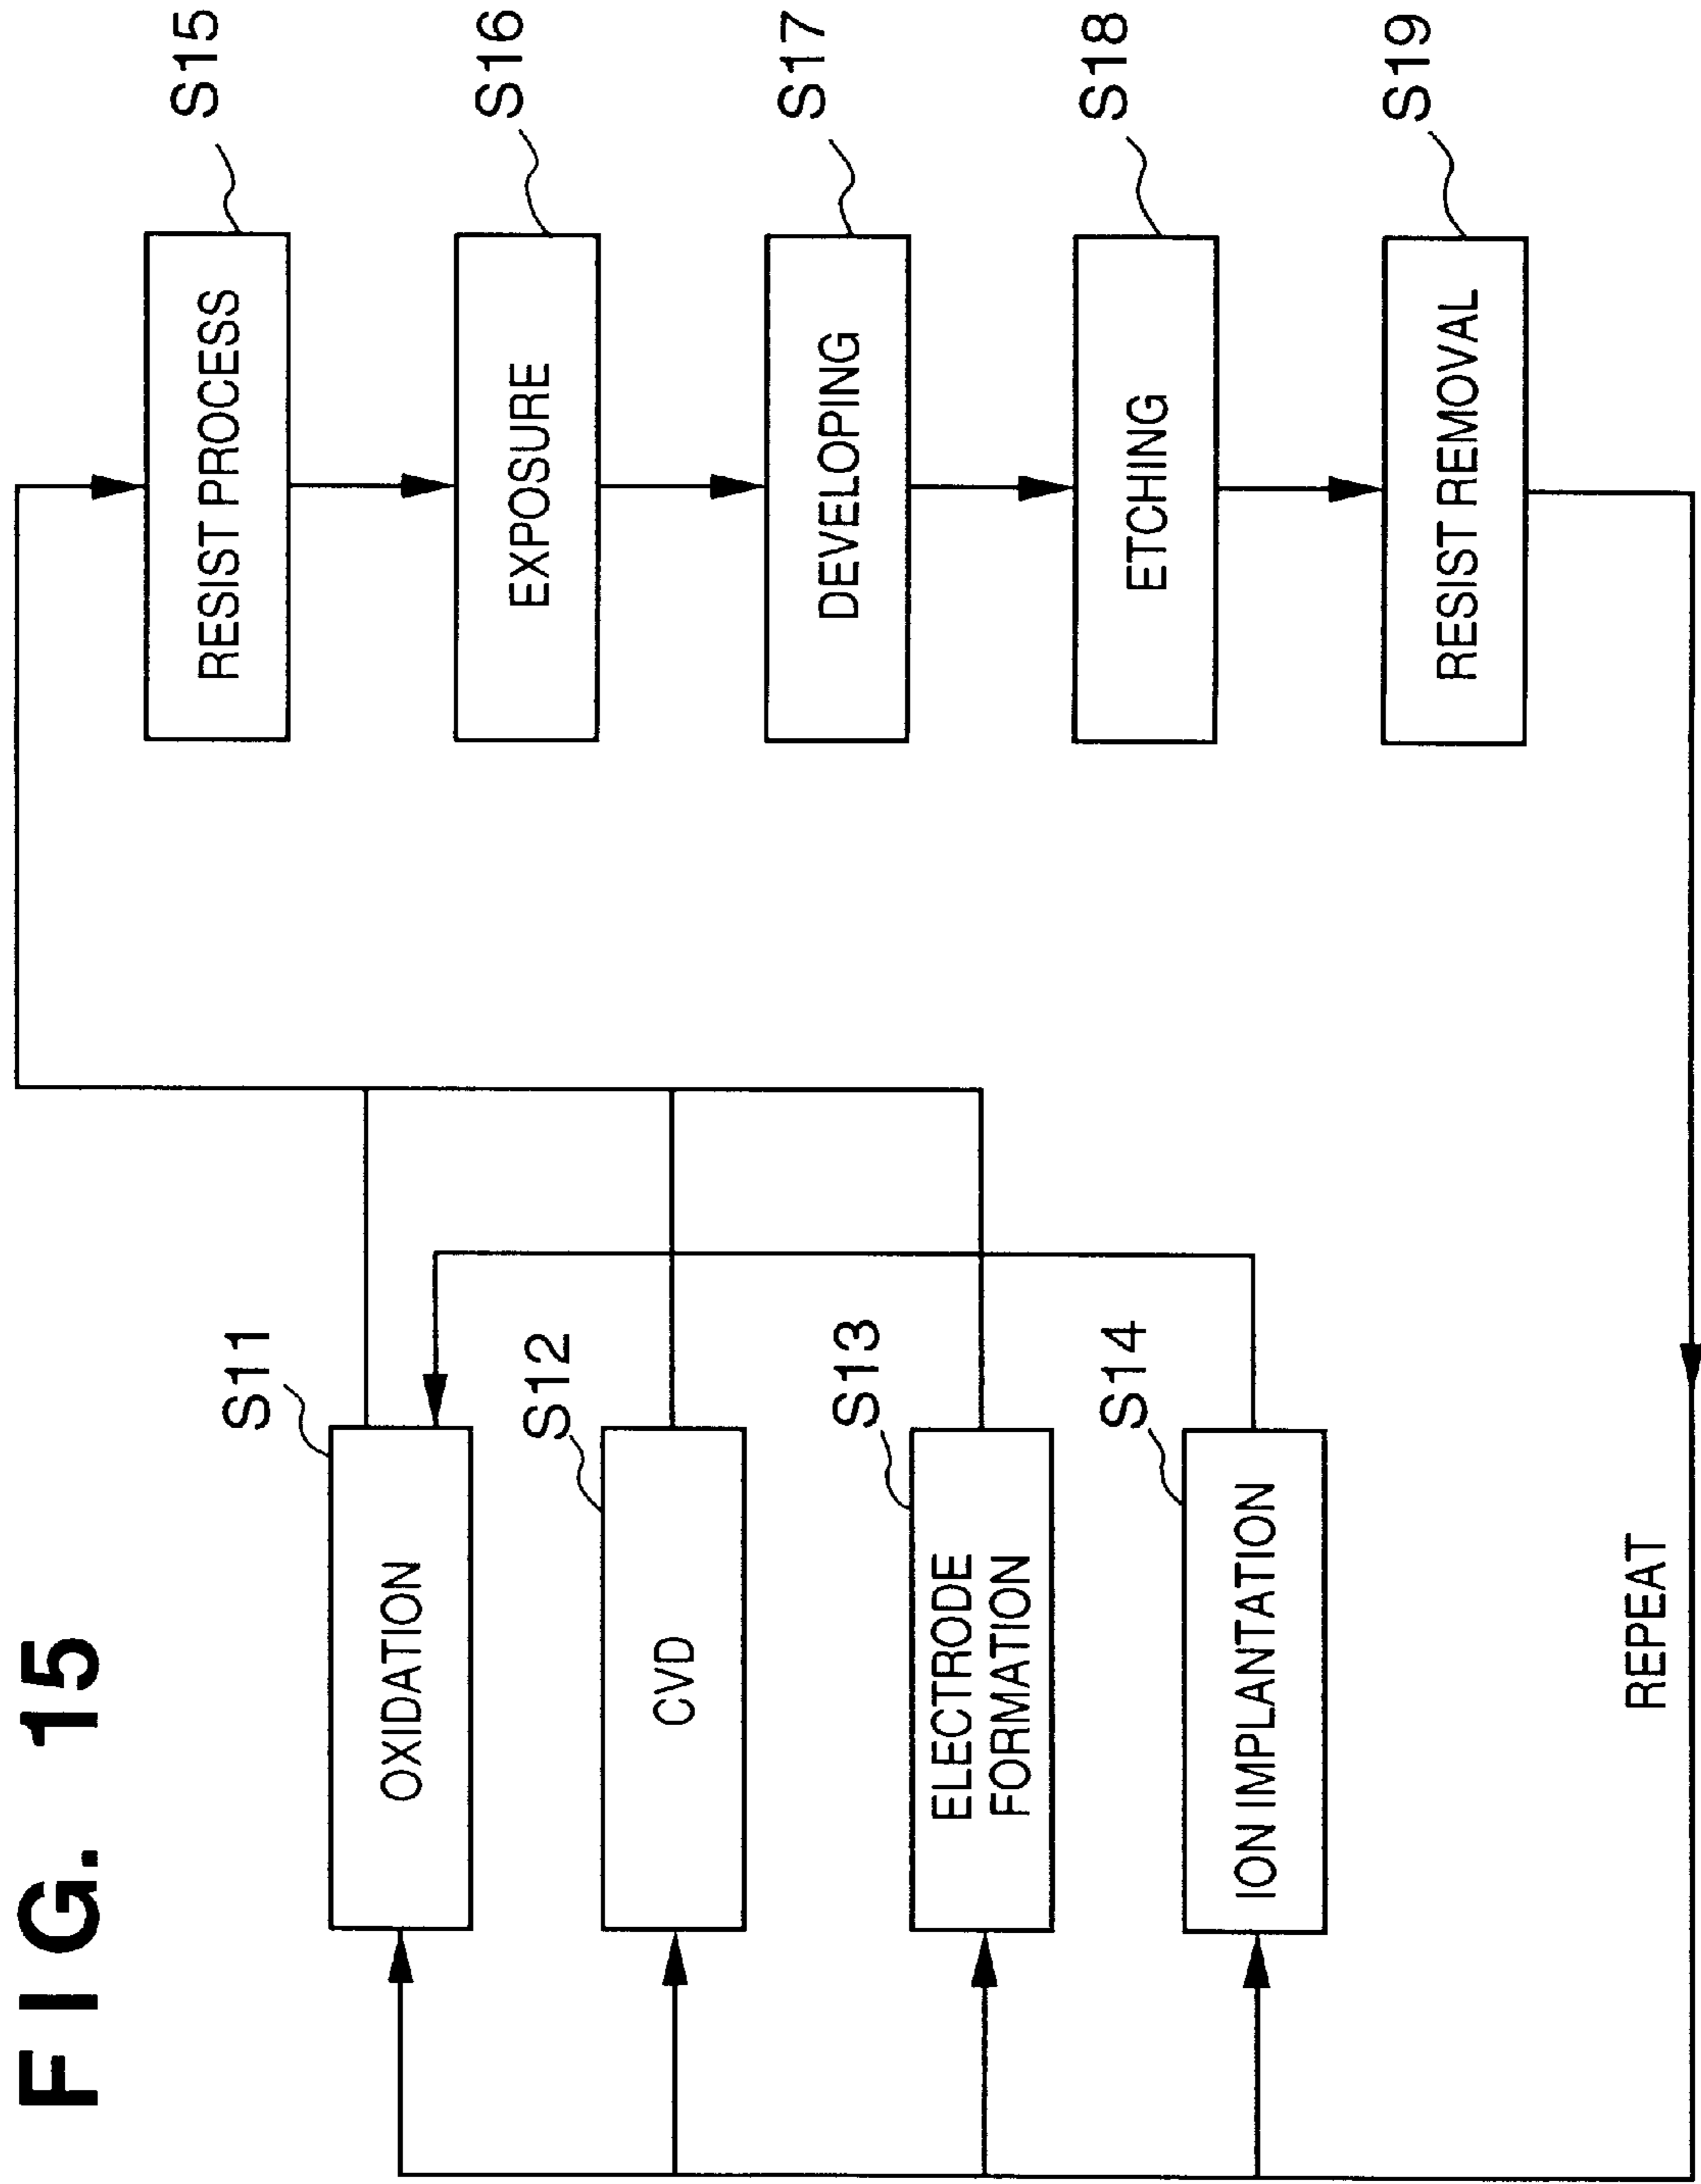 FIG. 15
S11
OXIDATION
S12
CVD
S13
ELECTRODE
FORMATION
S14
ION IMPLANTATION
REPEAT
S15
RESIST PROCESS
S16
EXPOSURE
S17
DEVELOPING
S18
ETCHING
S19
RESIST REMOVAL